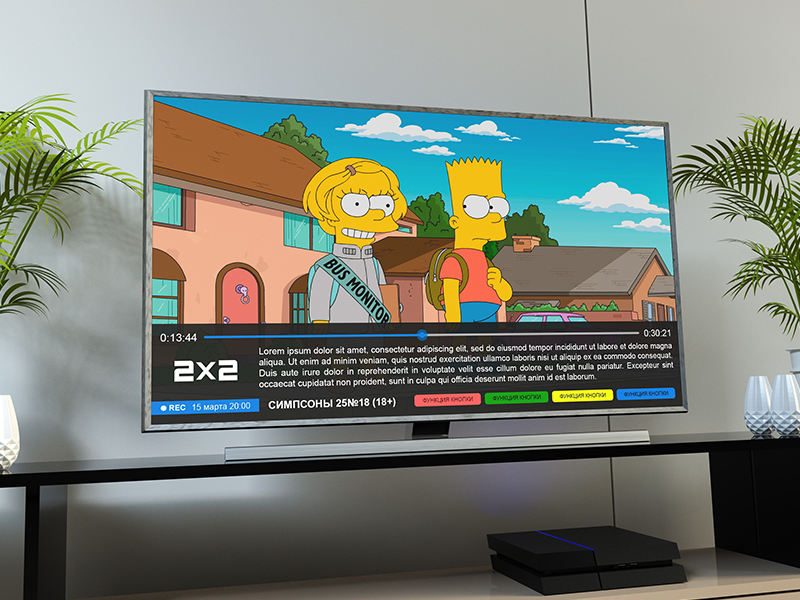 BUS MONITOR
0:13:44
0:30:21
2x2
Lorem ipsum dolor sit amet, consectetur adipiscing elit, sed do eiusmod tempor incididunt ut labore et dolore magna
aliqua. Ut enim ad minim veniam, quis nostrud exercitation ullamco laboris nisi ut aliquip ex ea commodo consequat.
Duis aute irure dolor in reprehenderit in voluptate velit esse cillum dolore eu fugiat nulla pariatur. Excepteur sint
occaecat cupidatat non proident, sunt in culpa qui officia deserunt mollit anim id est laborum.
REC 15 марта 20:00
СИМПСОНЫ 25№18 (18+)
ФУНКЦИЯ КНОПКИ
ФУНКЦИЯ КНОПКИ
ФУНКЦИЯ КНОПКИ
ФУНКЦИЯ КНОПКИ